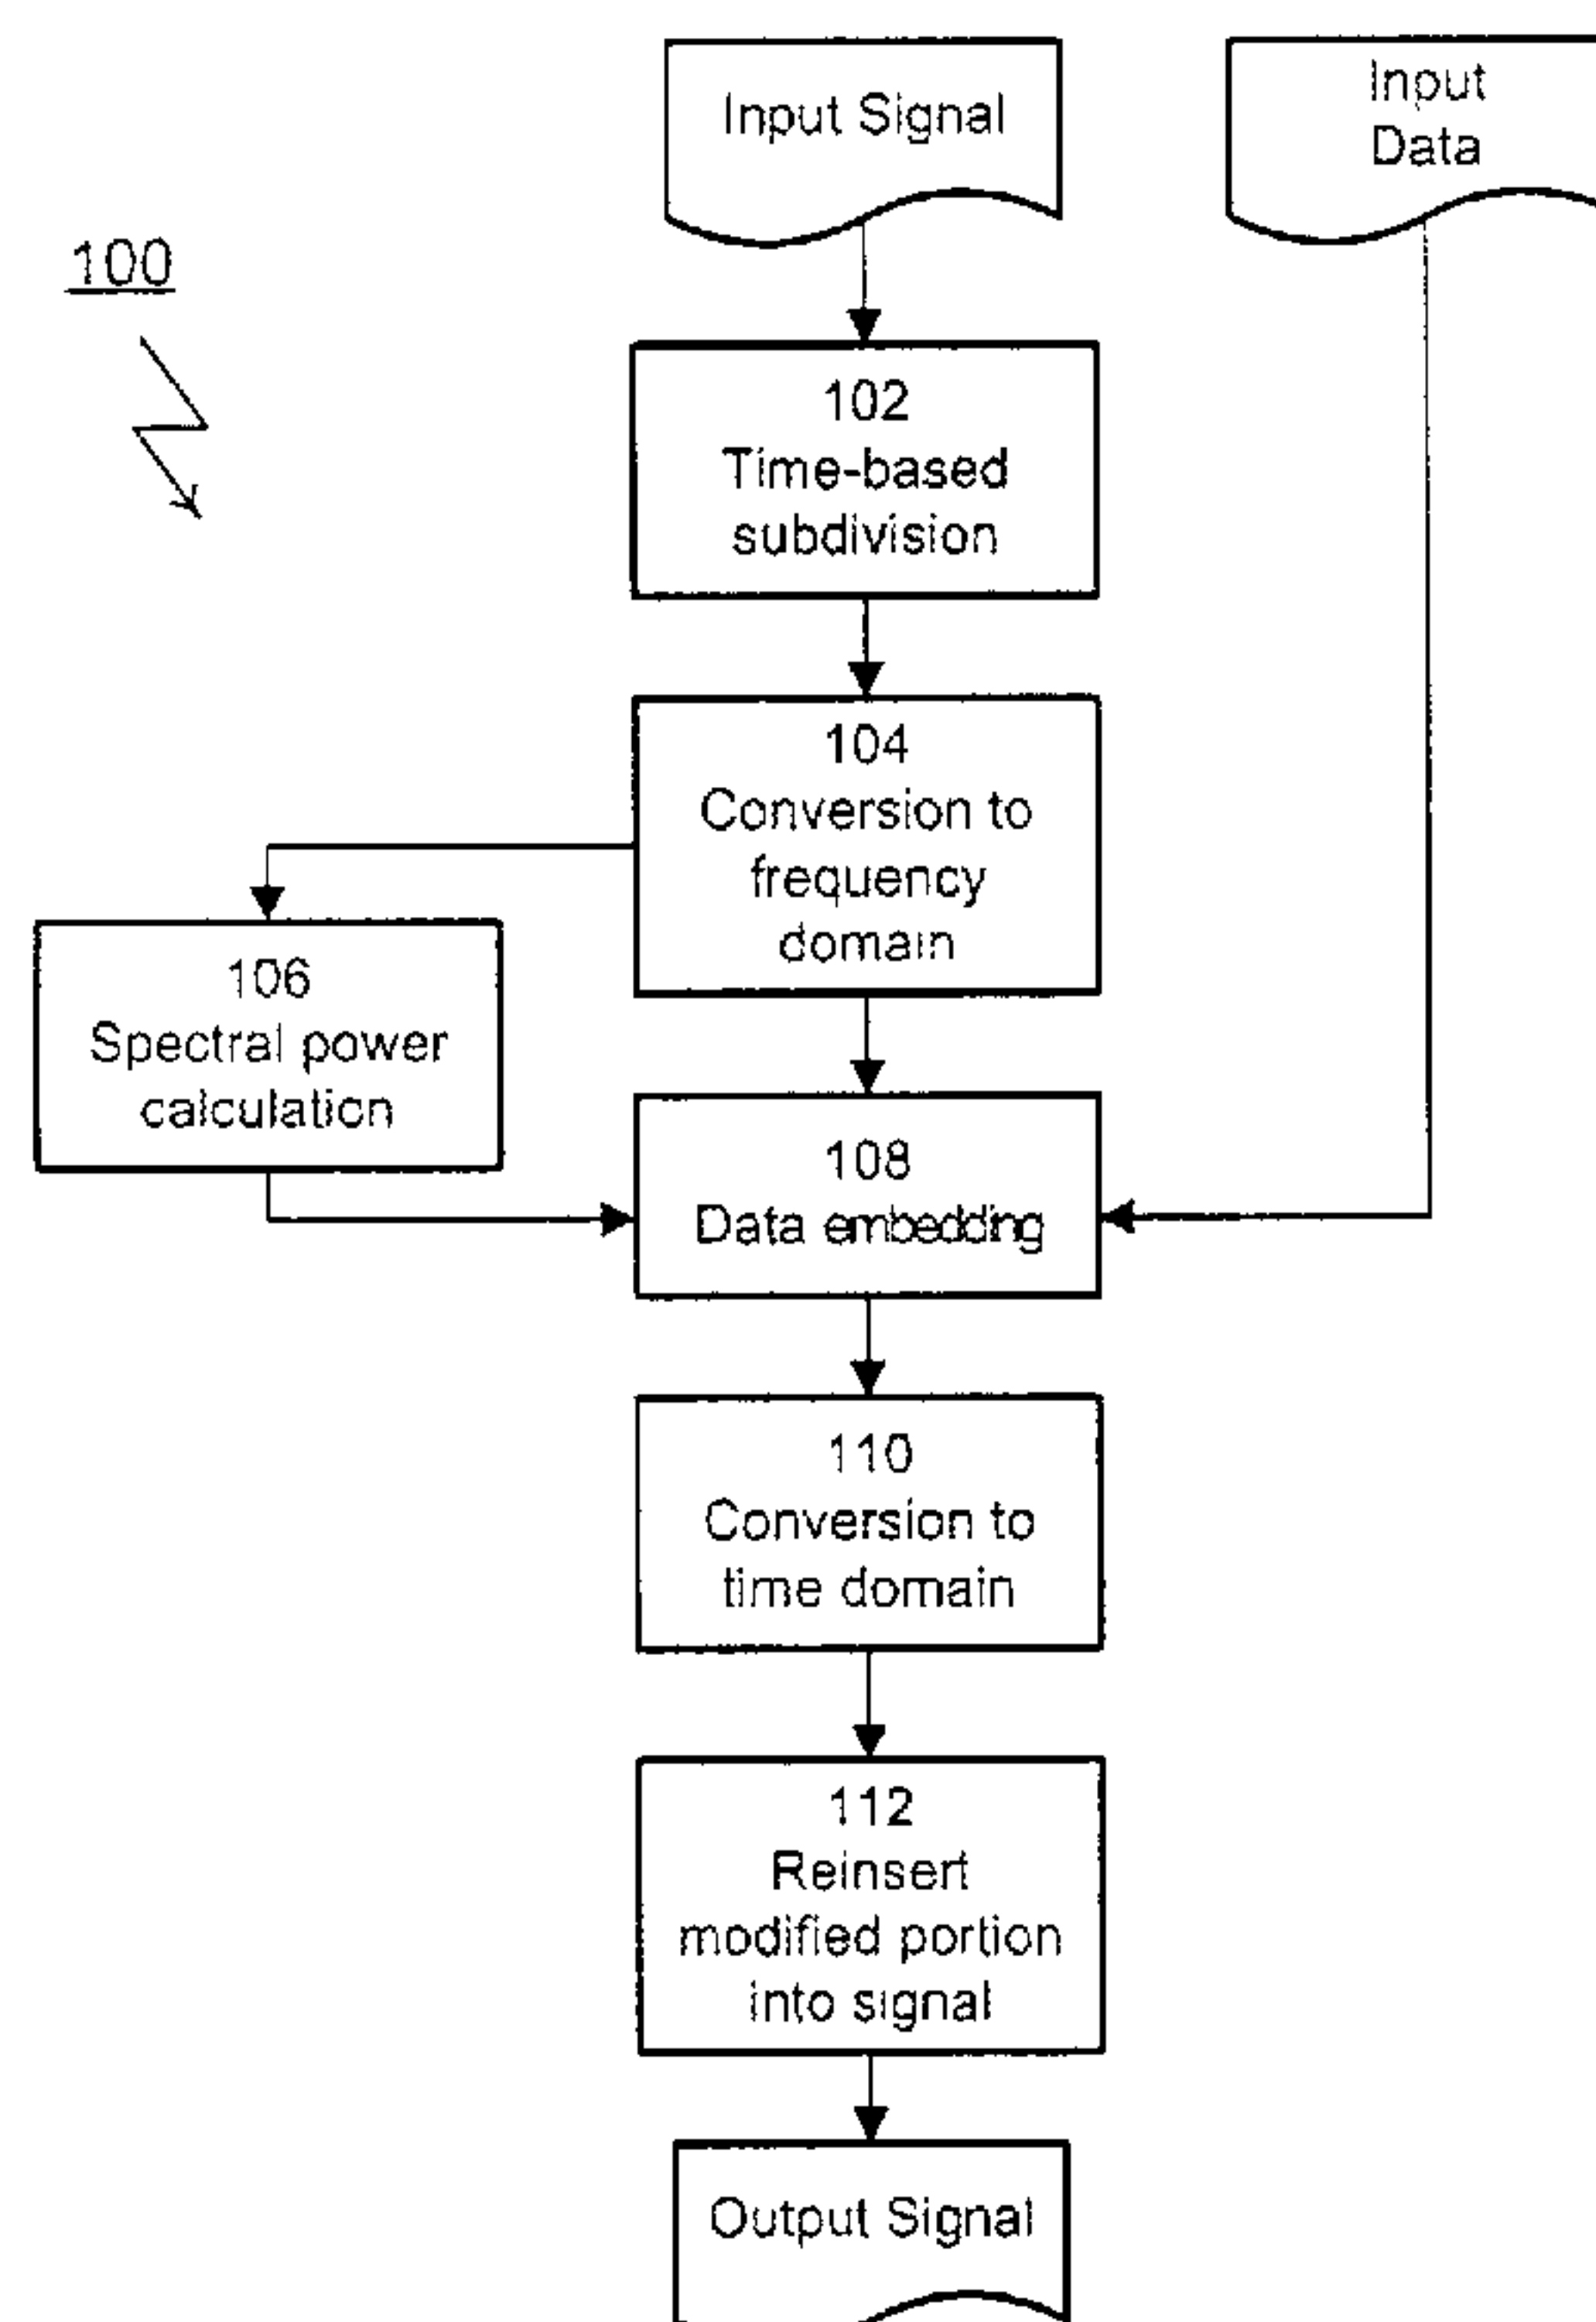 Input Signal
Input
Data
100
102
Time-based
subdivision
104
Conversion to
frequency
domain
106
Spectral power
calculation
108
Data embedding
110
Conversion to
time domain
112
Reinsert
modified portion
into signal
Output Signal